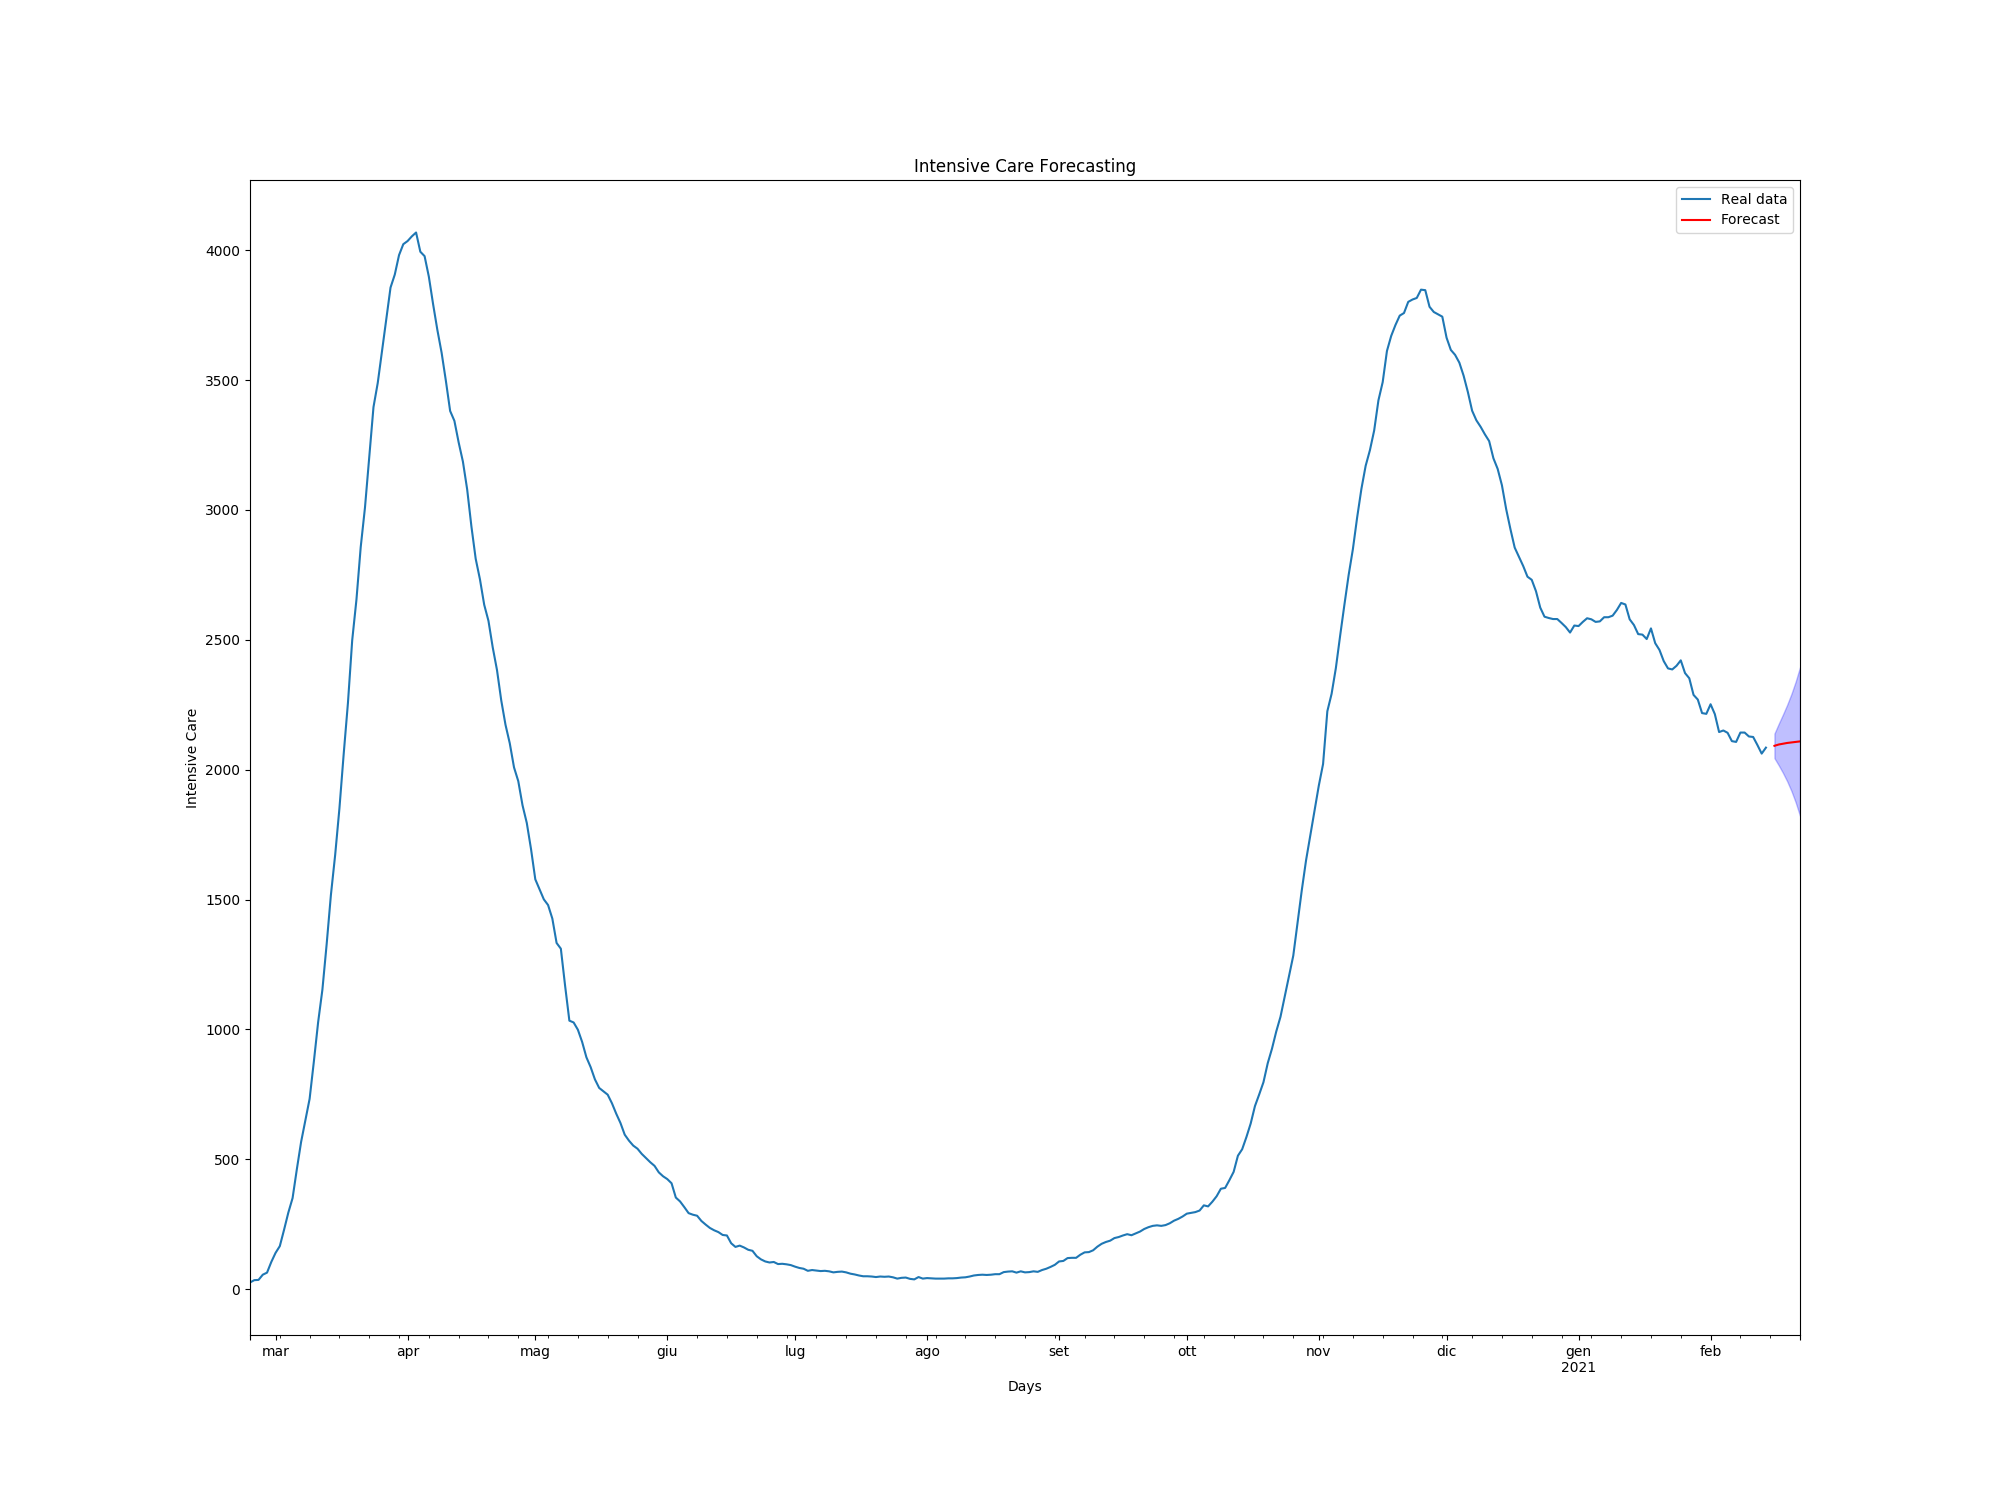 Intensive Care Forecasting
Real data
Forecast
Intensive Care
4000
3500
3000
2500
2000
1500
1000
500
0
mar apr mag giu lug ago set ott nov dic gen feb
2021
Days